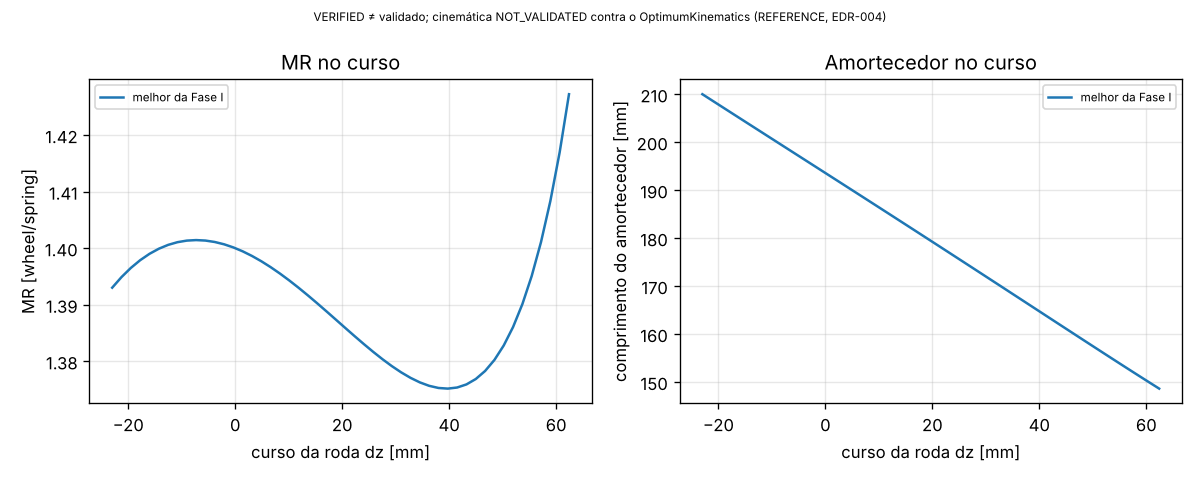 VERIFIED ≠ validado; cinemática NOT_VALIDATED contra o OptimumKinematics (REFERENCE, EDR-004)
MR no curso
melhor da Fase I
MR [wheel/spring]
1.42
1.41
1.40
1.39
1.38
−20
0
20
40
60
curso da roda dz [mm]
Amortecedor no curso
melhor da Fase I
comprimento do amortecedor [mm]
210
200
190
180
170
160
150
−20
0
20
40
60
curso da roda dz [mm]